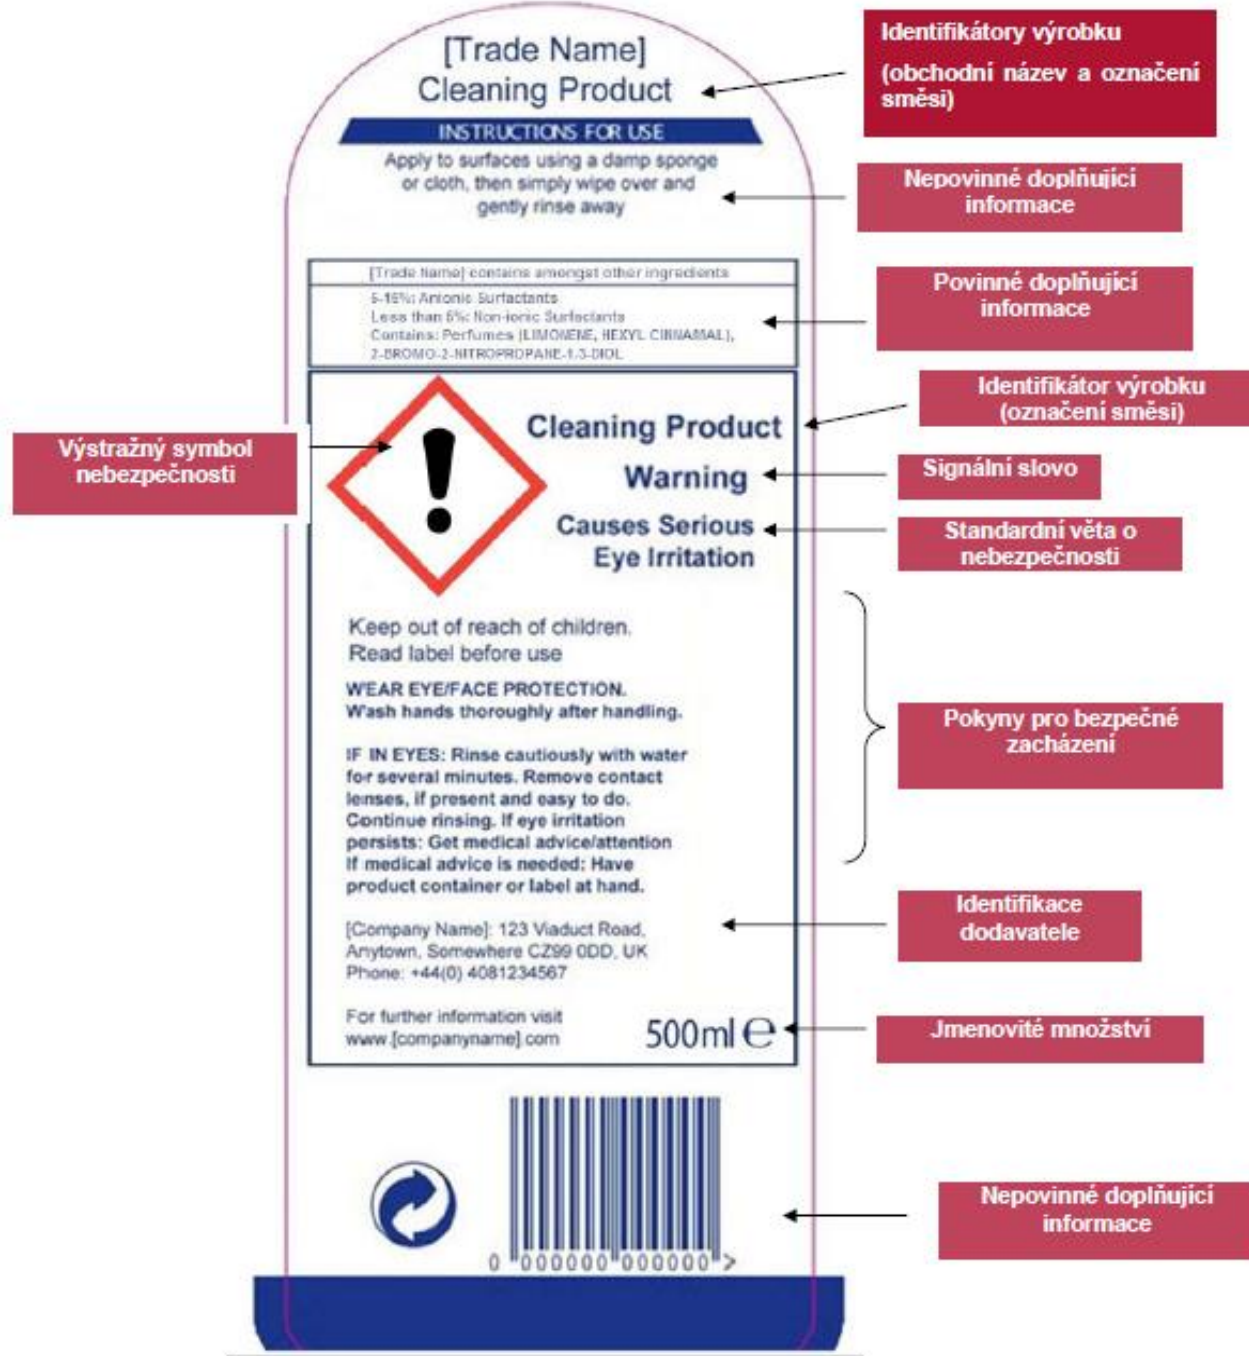 [Trade Name]
Cleaning Product
INSTRUCTIONS FOR USE
Apply to surfaces using a damp sponge
or cloth, then simply wipe over and
gently rinse away
[Trade Name] contains amongst other ingredients
5-15%: Anionic Surfactants
Less than 5%: Non-ionic Surfactants
Contains: Perfumes (LIMONENE, HEXYL CINNAMAL),
2-BROMO-2-NITROPROPANE-1,3-DIOL
Cleaning Product
Warning
Causes Serious
Eye Irritation
Keep out of reach of children.
Read label before use
WEAR EYE/FACE PROTECTION.
Wash hands thoroughly after handling.
IF IN EYES: Rinse cautiously with water
for several minutes. Remove contact
lenses, if present and easy to do.
Continue rinsing. If eye irritation
persists: Get medical advice/attention
If medical advice is needed: Have
product container or label at hand.
[Company Name]: 123 Viaduct Road,
Anytown, Somewhere CZ99 0DD, UK
Phone: +44(0) 4081234567
For further information visit
www.[companyname].com
500ml ℮
0 000000 000000 >
Výstražný symbol
nebezpečnosti
Identifikátory výrobku
(obchodní název a označení
směsi)
Nepovinné doplňující
informace
Povinné doplňující
informace
Identifikátor výrobku
(označení směsi)
Signální slovo
Standardní věta o
nebezpečnosti
Pokyny pro bezpečné
zacházení
Identifikace
dodavatele
Jmenovité množství
Nepovinné doplňující
informace